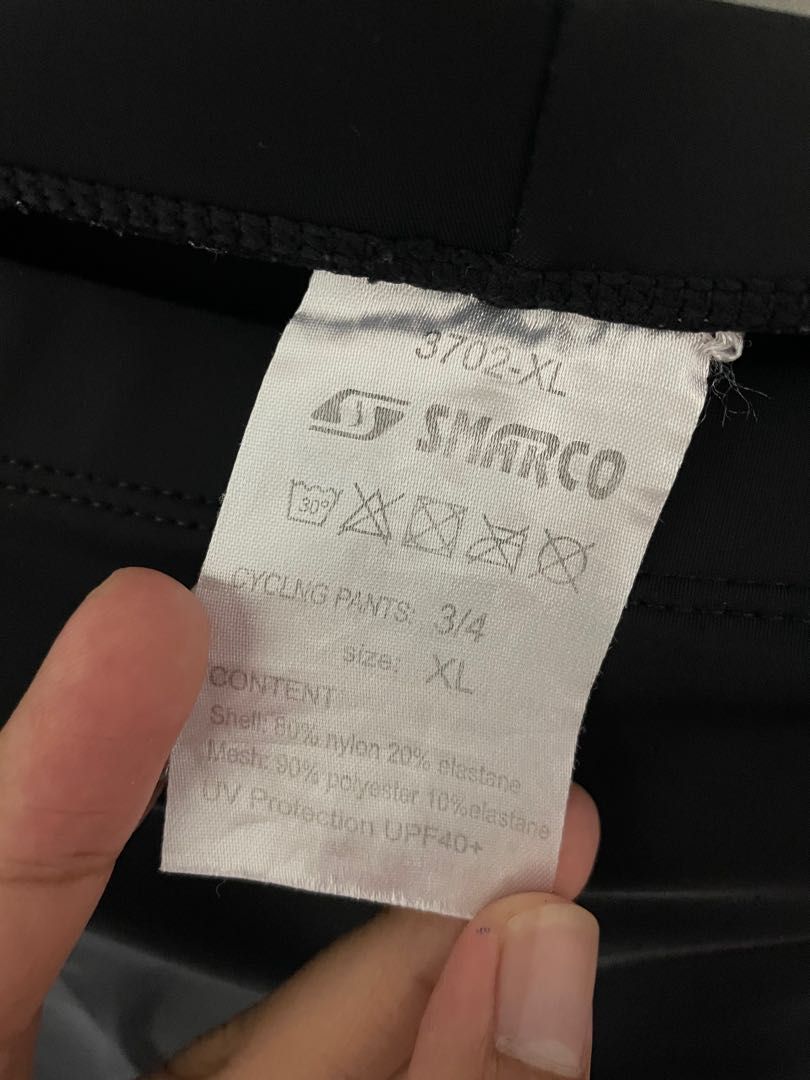 3702-XL
SMARCO
30°
CYCLNG PANTS: 3/4
size: XL
CONTENT
Shell: 80% nylon 20% elastane
Mesh: 90% polyester 10%elastane
UV Protection UPF40+